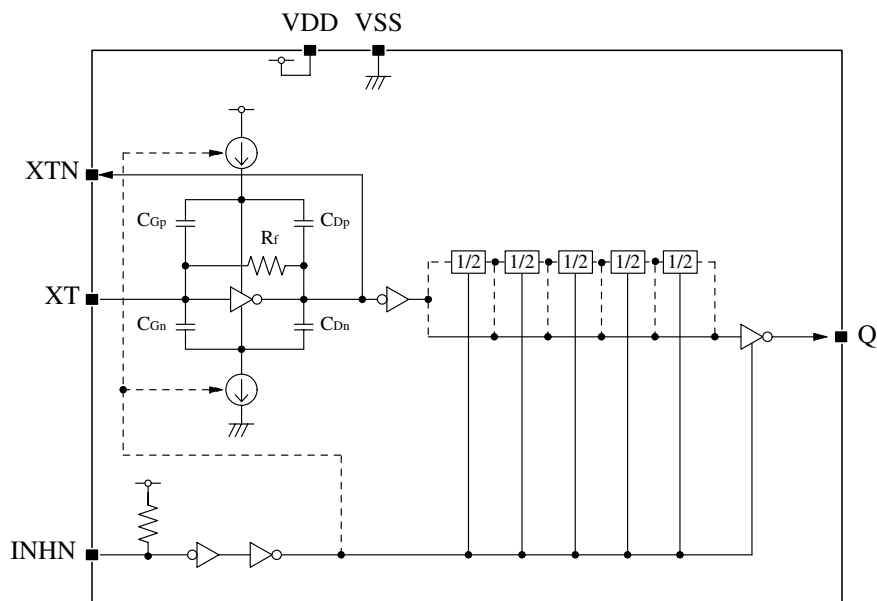 VDD VSS
XTN
CGp CDp
Rf
1/2 1/2 1/2 1/2 1/2
XT
CGn CDn
Q
INHN